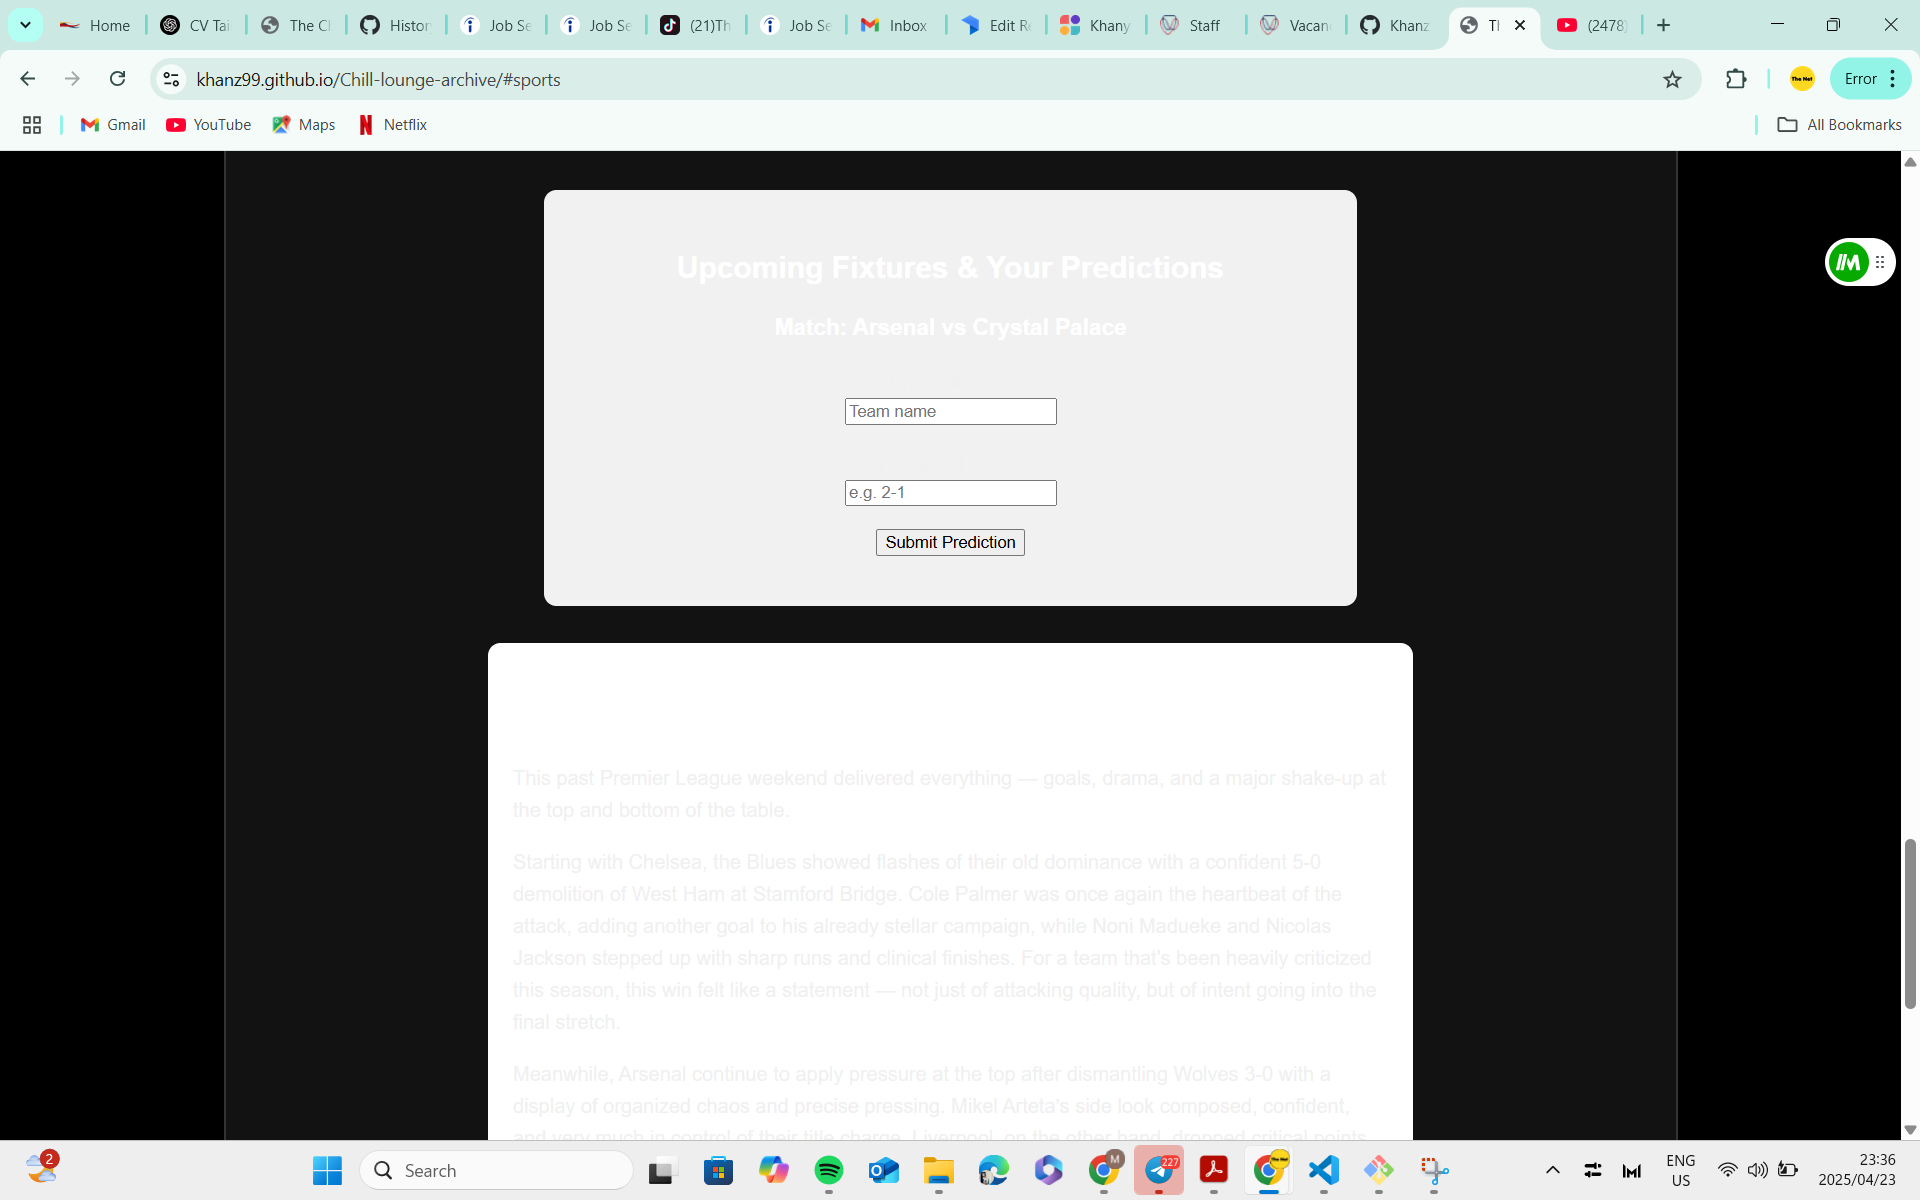 Home
CV Tai
The Ch
Histor
Job Se
Job Se
(21)Th
Job Se
Inbox
Edit Re
Khany
Staff
Vacan
Khanz
Th
(2478)
khanz99.github.io/Chill-lounge-archive/#sports
The Net
Error
Gmail
YouTube
Maps
Netflix
All Bookmarks
Upcoming Fixtures & Your Predictions
Match: Arsenal vs Crystal Palace
Team name
e.g. 2-1
Submit Prediction
This past Premier League weekend delivered everything — goals, drama, and a major shake-up at
the top and bottom of the table.
Starting with Chelsea, the Blues showed flashes of their old dominance with a confident 5-0
demolition of West Ham at Stamford Bridge. Cole Palmer was once again the heartbeat of the
attack, adding another goal to his already stellar campaign, while Noni Madueke and Nicolas
Jackson stepped up with sharp runs and clinical finishes. For a team that's been heavily criticized
this season, this win felt like a statement — not just of attacking quality, but of intent going into the
final stretch.
Meanwhile, Arsenal continue to apply pressure at the top after dismantling Wolves 3-0 with a
display of organized chaos and precise pressing. Mikel Arteta's side look composed, confident,
and very much in control of their title charge. Liverpool, on the other hand, dropped critical points
2
Search
M
227
ENG
US
23:36
2025/04/23